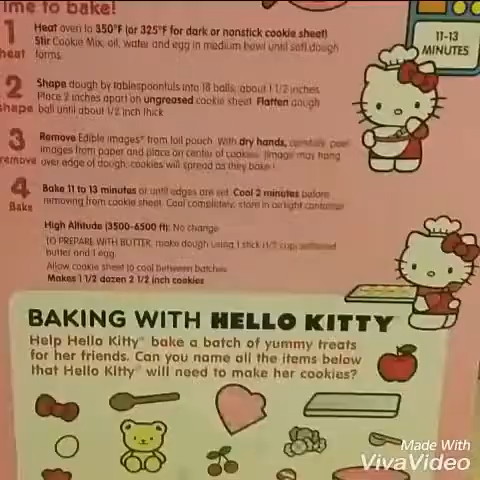 Time to bake!
11-13
MINUTES
1
heat
Heat oven to 350°F (or 325°F for dark or nonstick cookie sheet)
Stir Cookie Mix, oil, water and egg in medium bowl until soft dough
forms.
2
shape
Shape dough by tablespoonfuls into 18 balls, about 1 1/2 inches
Place 2 inches apart on ungreased cookie sheet. Flatten dough
ball until about 1/2 inch thick
3
remove
Remove Edible Images® from foil pouch. With dry hands, carefully peel
images from paper and place on center of cookies. (Image may hang
over edge of dough; cookies will spread as they bake.)
4
Bake
Bake 11 to 13 minutes or until edges are set. Cool 2 minutes before
removing from cookie sheet. Cool completely; store in airtight container.
High Altitude (3500-6500 ft): No change
TO PREPARE WITH BUTTER, make dough using 1 stick (1/2 cup) softened
butter and 1 egg
Allow cookie sheet to cool between batches
Makes 1 1/2 dozen 2 1/2 inch cookies
BAKING WITH HELLO KITTY™
Help Hello Kitty® bake a batch of yummy treats
for her friends. Can you name all the items below
that Hello Kitty® will need to make her cookies?
Made With
VivaVideo